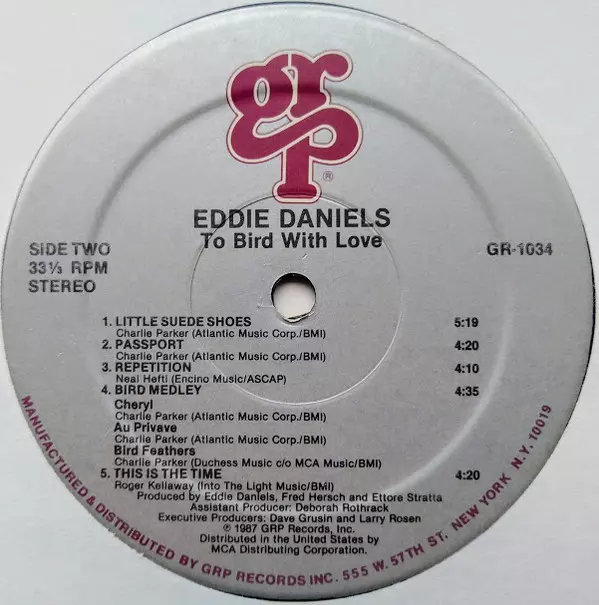 grp
®
EDDIE DANIELS
To Bird With Love
SIDE TWO
33⅓ RPM
STEREO
GR-1034
1. LITTLE SUEDE SHOES 5:19
Charlie Parker (Atlantic Music Corp./BMI)
2. PASSPORT 4:20
Charlie Parker (Atlantic Music Corp./BMI)
3. REPETITION 4:10
Neal Hefti (Encino Music/ASCAP)
4. BIRD MEDLEY 4:35
Cheryl
Charlie Parker (Atlantic Music Corp./BMI)
Au Privave
Charlie Parker (Atlantic Music Corp./BMI)
Bird Feathers
Charlie Parker (Duchess Music c/o MCA Music/BMI)
5. THIS IS THE TIME 4:20
Roger Kellaway (Into The Light Music/BMI)
Produced by Eddie Daniels, Fred Hersch and Ettore Stratta
Assistant Producer: Deborah Rothrack
Executive Producers: Dave Grusin and Larry Rosen
℗ 1987 GRP Records, Inc.
Distributed in the United States by
MCA Distributing Corporation.
MANUFACTURED & DISTRIBUTED BY GRP RECORDS INC. 555 W. 57TH ST. NEW YORK N.Y. 10019